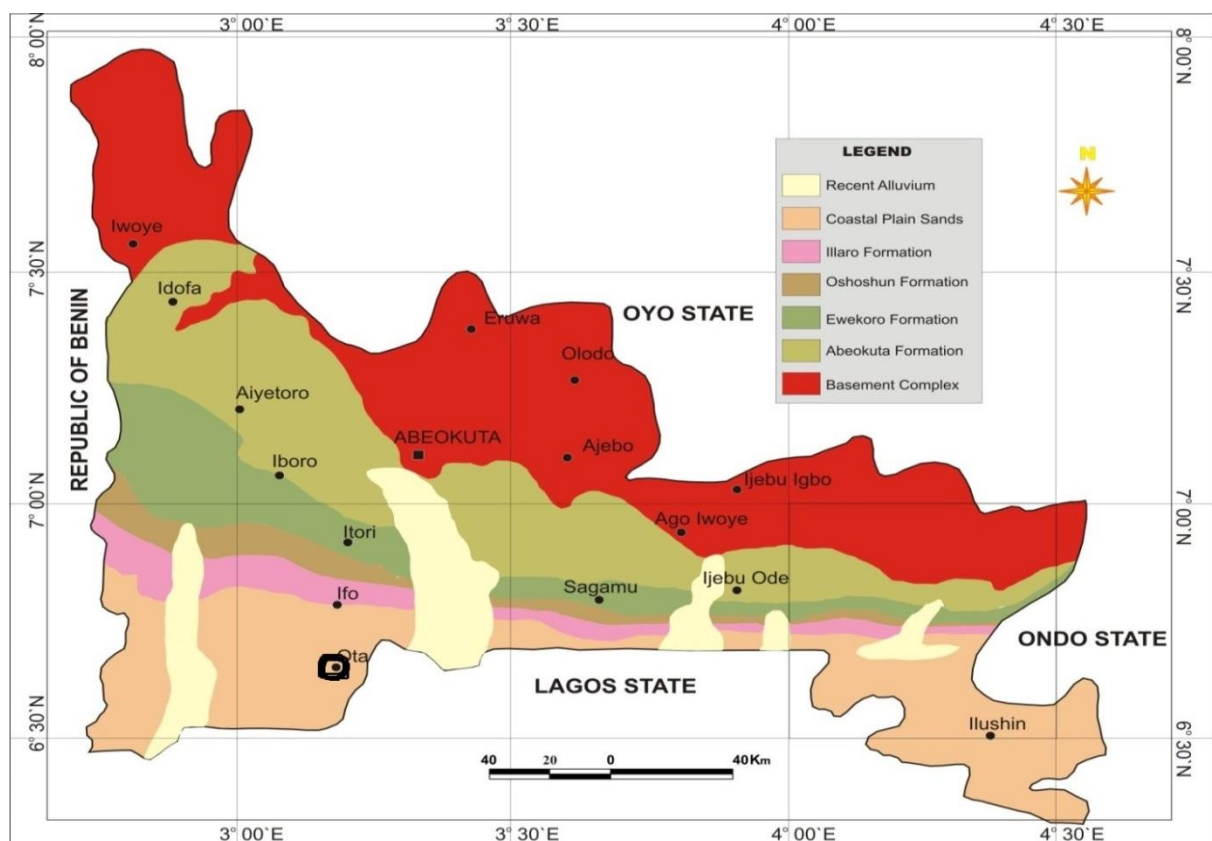 3° 00`E
3° 30`E
4° 00`E
4° 30`E
8° 00`N
8° 00`N
LEGEND
N
Recent Alluvium
Coastal Plain Sands
Illaro Formation
Oshoshun Formation
Ewekoro Formation
Abeokuta Formation
Basement Complex
Iwoye
7° 30`N
7° 30`N
Idofa
Eruwa
OYO STATE
Olodo
REPUBLIC OF BENIN
Aiyetoro
ABEOKUTA
Ajebo
Iboro
Ijebu Igbo
7° 00`N
7° 00`N
Itori
Ago Iwoye
Ifo
Sagamu
Ijebu Ode
ONDO STATE
Ota
LAGOS STATE
6° 30`N
6° 30`N
Ilushin
40 20 0 40 Km
3° 00`E
3° 30`E
4° 00`E
4° 30`E